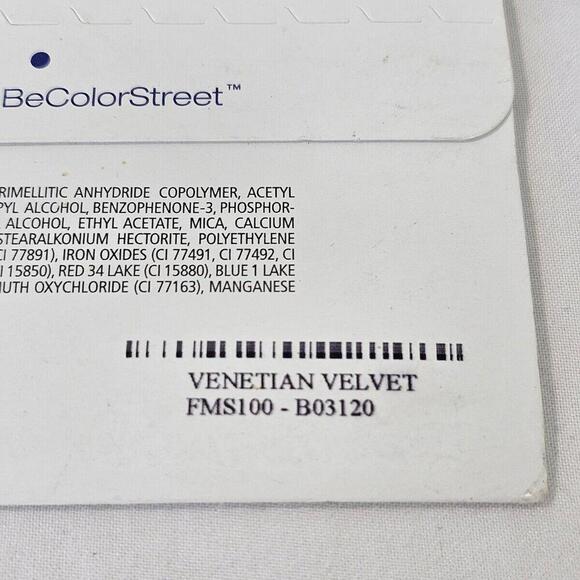 BeColorStreet™
RIMELLITIC ANHYDRIDE COPOLYMER, ACETYL
PYL ALCOHOL, BENZOPHENONE-3, PHOSPHOR-
ALCOHOL, ETHYL ACETATE, MICA, CALCIUM
STEARALKONIUM HECTORITE, POLYETHYLENE
CI 77891), IRON OXIDES (CI 77491, CI 77492, CI
I 15850), RED 34 LAKE (CI 15880), BLUE 1 LAKE
UTH OXYCHLORIDE (CI 77163), MANGANESE
VENETIAN VELVET
FMS100 - B03120